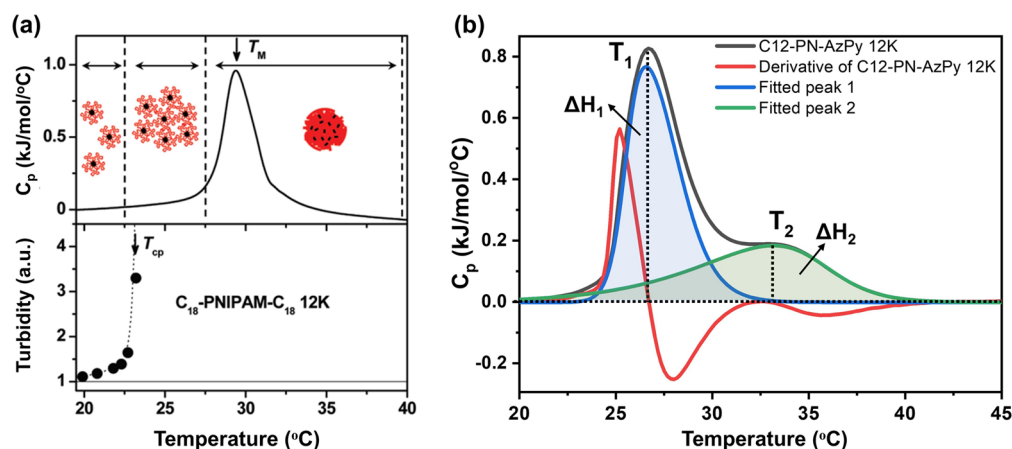 (a)
T_M
1.0
0.5
0
C_p (kJ/mol/°C)
4
3
2
1
Turbidity (a.u.)
T_cp
C₁₈-PNIPAM-C₁₈ 12K
20 25 30 35 40
Temperature (°C)
(b)
C12-PN-AzPy 12K
Derivative of C12-PN-AzPy 12K
Fitted peak 1
Fitted peak 2
T₁
ΔH₁
T₂
ΔH₂
0.8
0.6
0.4
0.2
0.0
-0.2
C_p (kJ/mol/°C)
20 25 30 35 40 45
Temperature (°C)